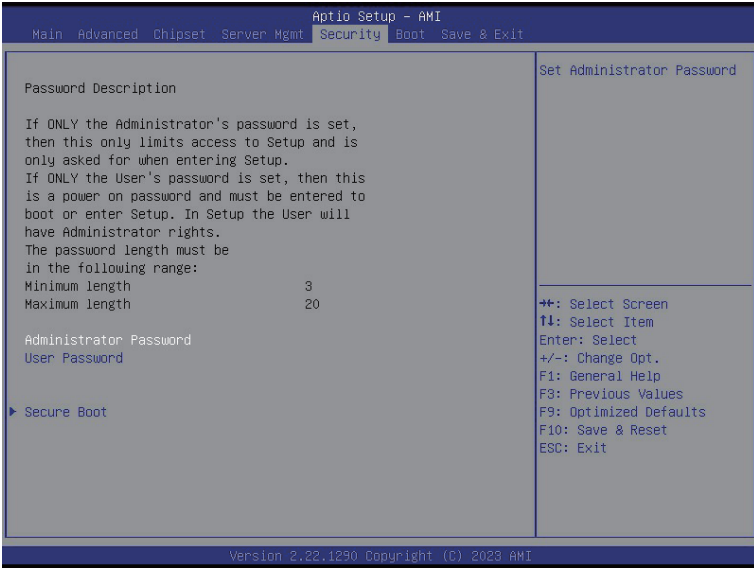 Aptio Setup - AMI
Main Advanced Chipset Server Mgmt Security Boot Save & Exit
Password Description
If ONLY the Administrator's password is set,
then this only limits access to Setup and is
only asked for when entering Setup.
If ONLY the User's password is set, then this
is a power on password and must be entered to
boot or enter Setup. In Setup the User will
have Administrator rights.
The password length must be
in the following range:
Minimum length 3
Maximum length 20
Administrator Password
User Password
▶ Secure Boot
Set Administrator Password
→←: Select Screen
↑↓: Select Item
Enter: Select
+/-: Change Opt.
F1: General Help
F3: Previous Values
F9: Optimized Defaults
F10: Save & Reset
ESC: Exit
Version 2.22.1290 Copyright (C) 2023 AMI